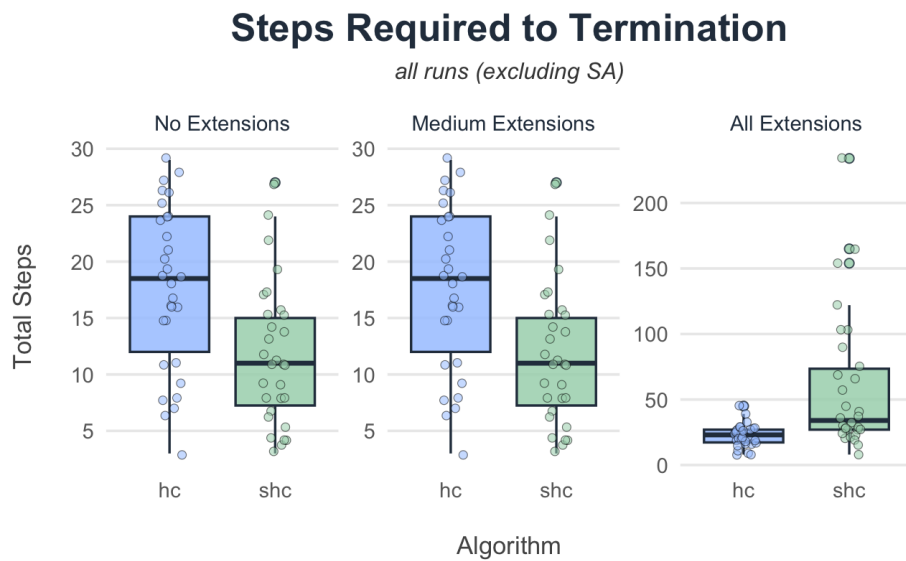 Steps Required to Termination
all runs (excluding SA)
No Extensions
Medium Extensions
All Extensions
Total Steps
30
25
20
15
10
5
30
25
20
15
10
5
200
150
100
50
0
hc
shc
hc
shc
hc
shc
Algorithm